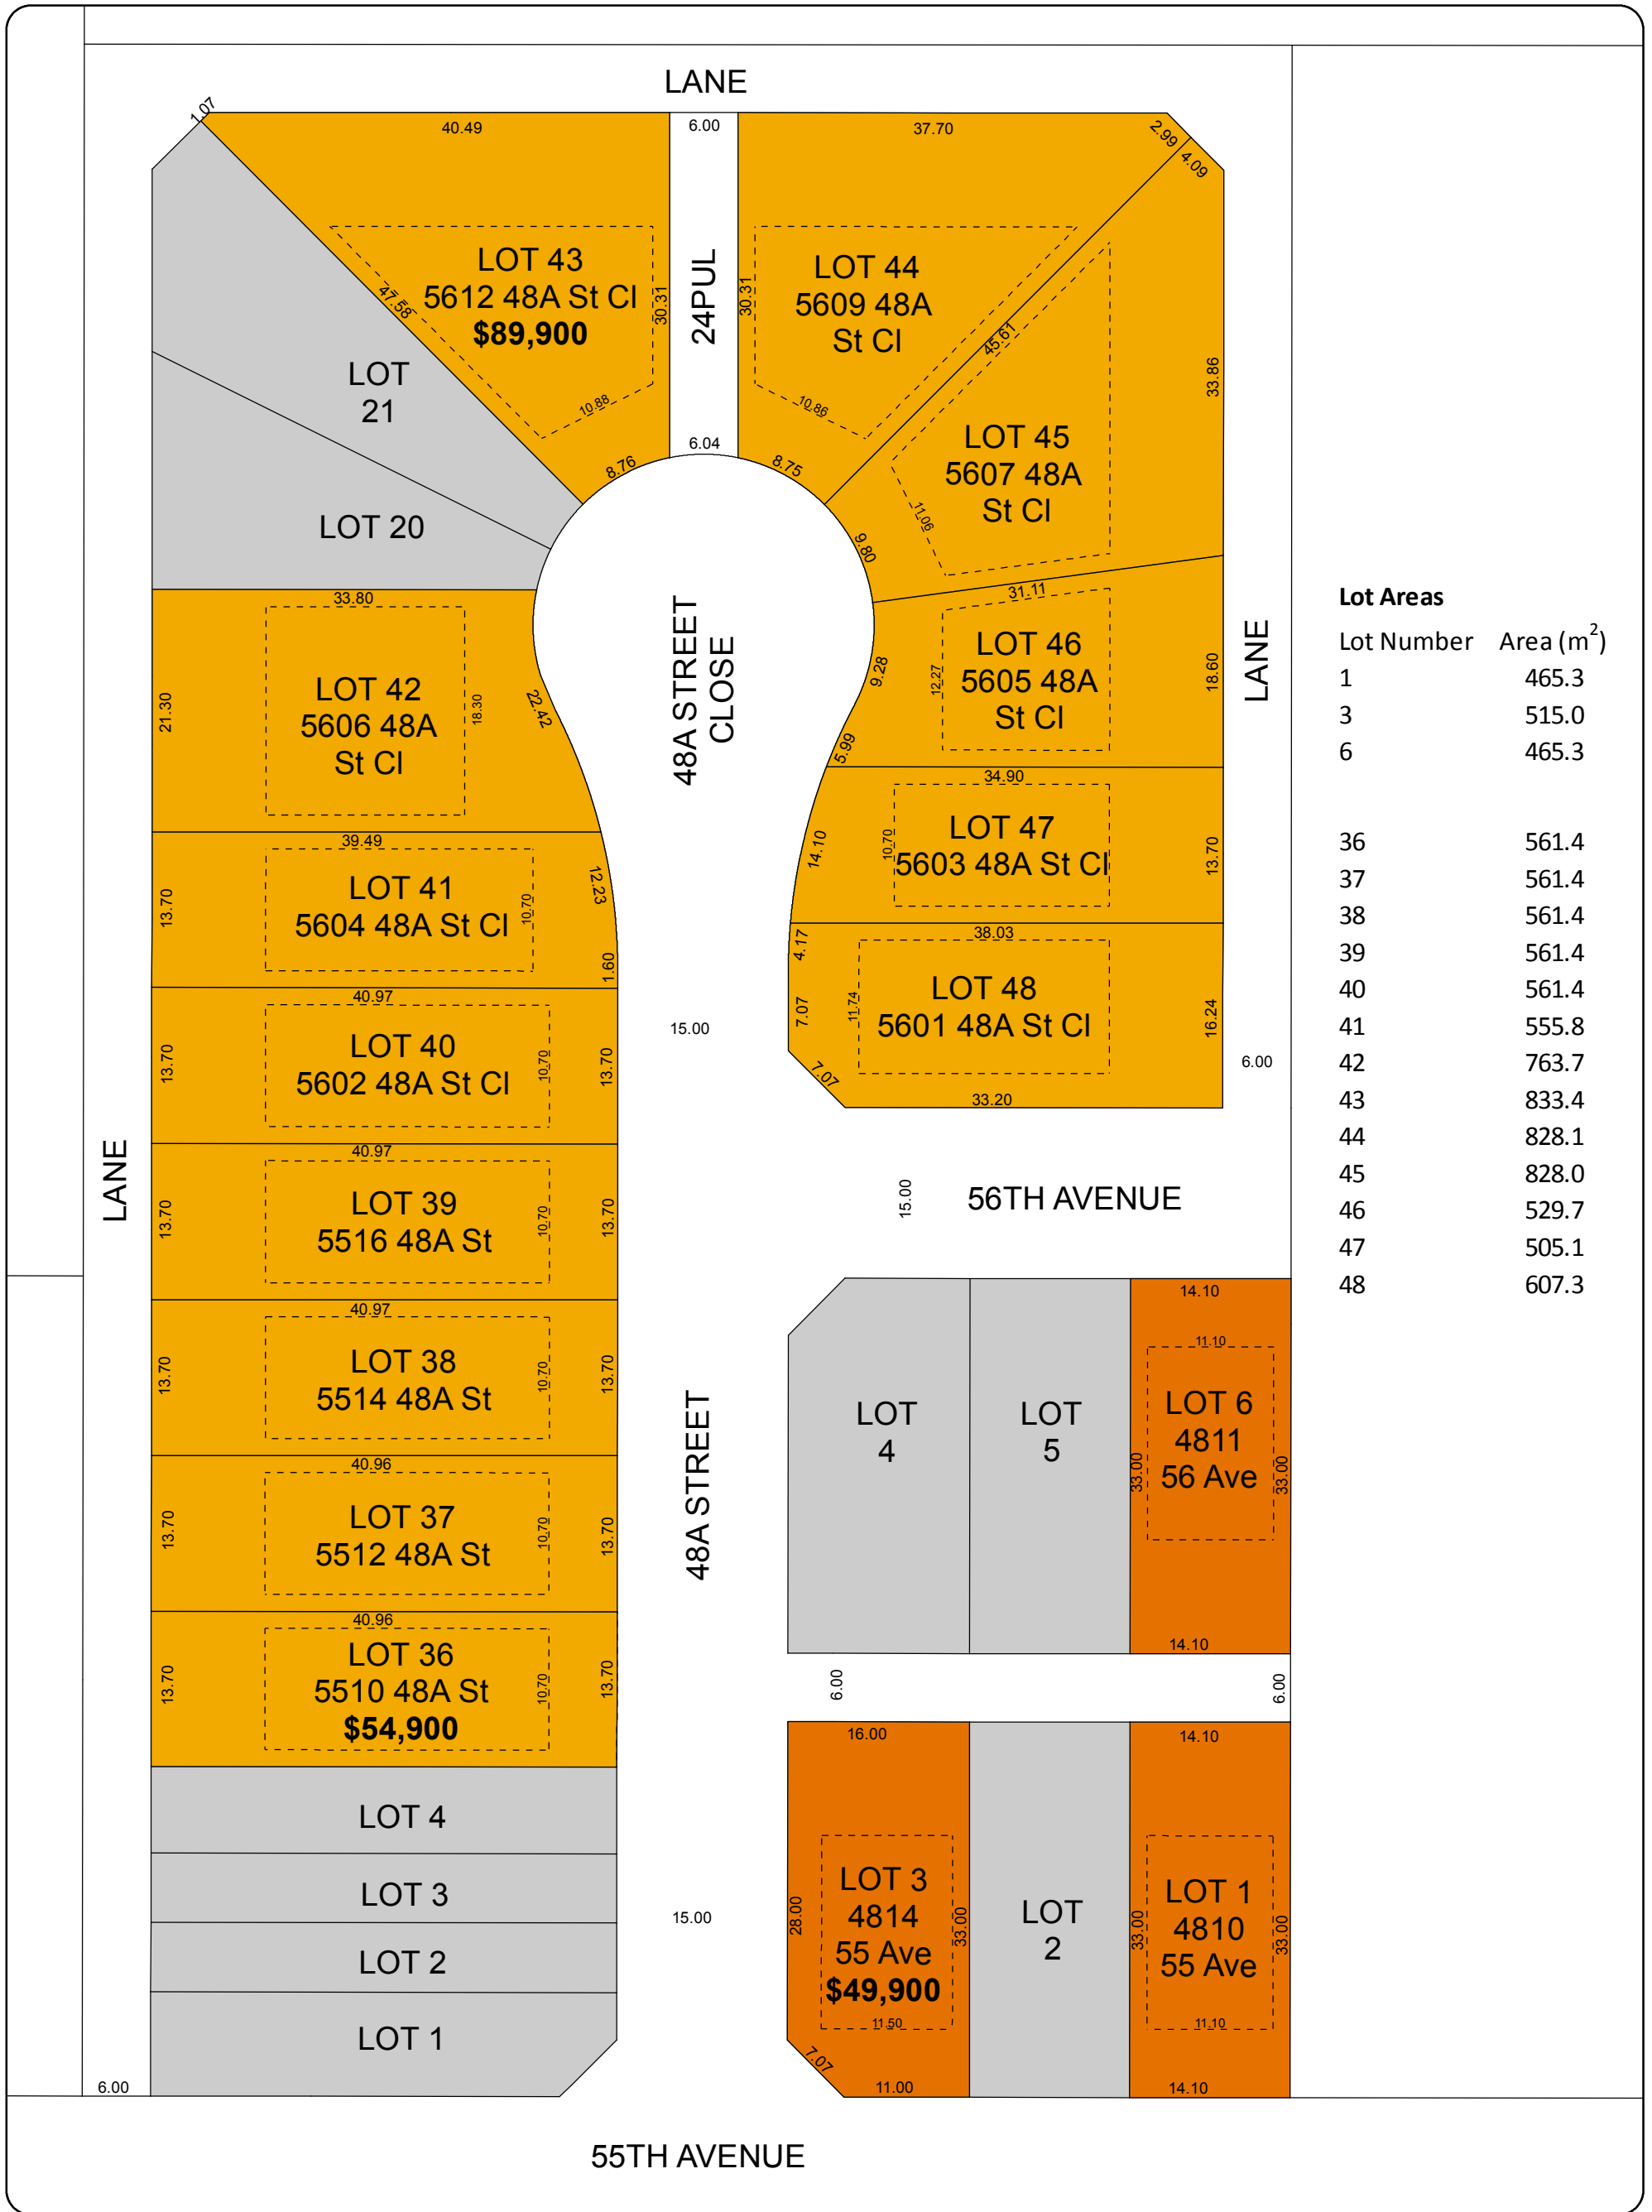 LANE
1.07
40.49
6.00
37.70
2.99
4.09
LOT 43
5612 48A St Cl
$89,900
47.58
30.31
10.88
8.76
24PUL
6.04
30.31
LOT 44
5609 48A
St Cl
10.86
8.75
45.61
33.86
LOT
21
LOT 20
LOT 45
5607 48A
St Cl
11.06
9.80
33.80
LOT 42
5606 48A
St Cl
21.30
18.30
22.42
48A STREET
CLOSE
31.11
LOT 46
5605 48A
St Cl
12.27
9.28
5.99
18.60
LANE
39.49
LOT 41
5604 48A St Cl
13.70
10.70
12.23
1.60
34.90
LOT 47
5603 48A St Cl
14.10
10.70
13.70
40.97
LOT 40
5602 48A St Cl
13.70
10.70
13.70
15.00
38.03
LOT 48
5601 48A St Cl
4.17
7.07
11.74
16.24
7.07
33.20
6.00
LANE
40.97
LOT 39
5516 48A St
13.70
10.70
13.70
15.00
56TH AVENUE
40.97
LOT 38
5514 48A St
13.70
10.70
13.70
48A STREET
40.96
LOT 37
5512 48A St
13.70
10.70
13.70
40.96
LOT 36
5510 48A St
$54,900
13.70
10.70
13.70
LOT
4
LOT
5
14.10
11.10
LOT 6
4811
56 Ave
33.00
33.00
14.10
6.00
6.00
LOT 4
LOT 3
LOT 2
LOT 1
15.00
16.00
LOT 3
4814
55 Ave
$49,900
28.00
33.00
11.50
7.07
11.00
LOT
2
14.10
LOT 1
4810
55 Ave
33.00
33.00
11.10
14.10
6.00
55TH AVENUE
Lot Areas
Lot Number Area (m²)
1 465.3
3 515.0
6 465.3
36 561.4
37 561.4
38 561.4
39 561.4
40 561.4
41 555.8
42 763.7
43 833.4
44 828.1
45 828.0
46 529.7
47 505.1
48 607.3